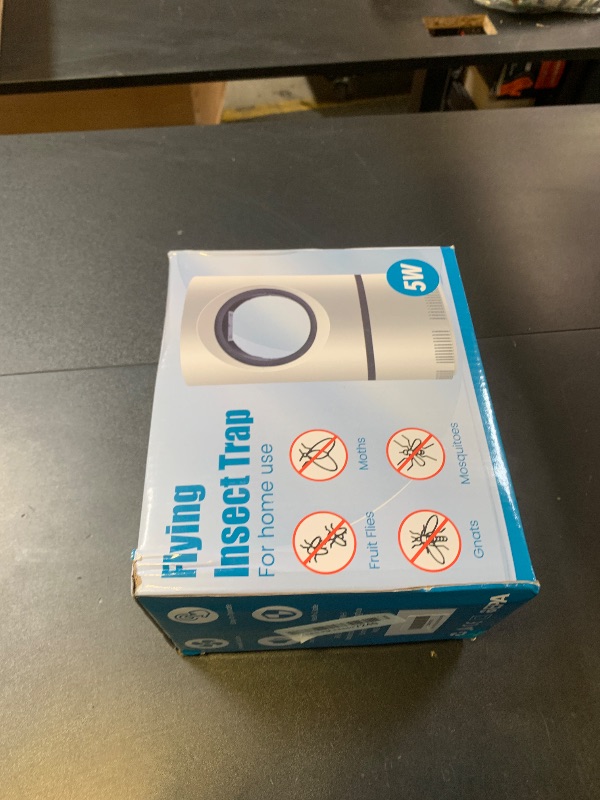 Flying
Insect Trap
For home use
5W
Fruit Flies
Moths
Gnats
Mosquitoes